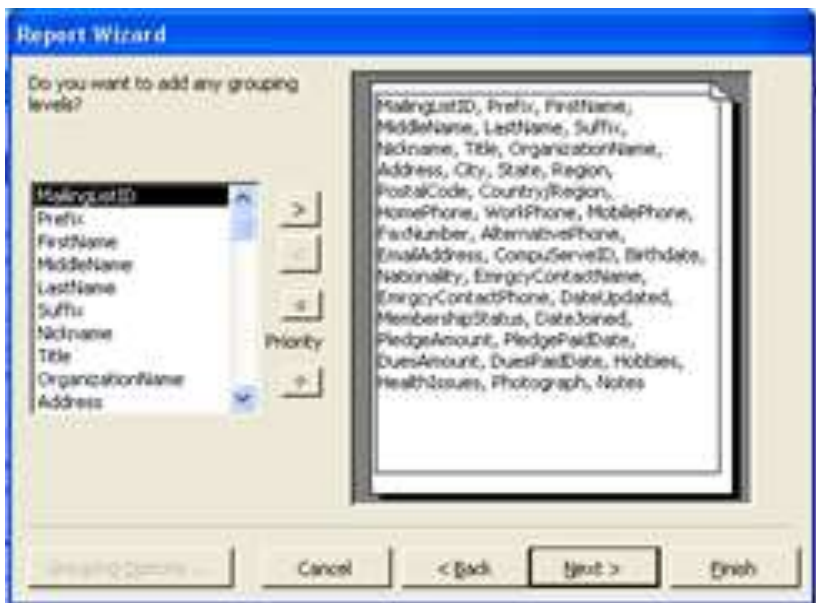 Report Wizard
Do you want to add any grouping
levels?
MailingListID
Prefix
FirstName
MiddleName
LastName
Suffix
Nickname
Title
OrganizationName
Address
>
<
Priority
MailingListID, Prefix, FirstName,
MiddleName, LastName, Suffix,
Nickname, Title, OrganizationName,
Address, City, State, Region,
PostalCode, Country/Region,
HomePhone, WorkPhone, MobilePhone,
FaxNumber, AlternativePhone,
EmailAddress, CompuServeID, Birthdate,
Nationality, EmrgcyContactName,
EmrgcyContactPhone, DateUpdated,
MembershipStatus, DateJoined,
PledgeAmount, PledgePaidDate,
DuesAmount, DuesPaidDate, Hobbies,
HealthIssues, Photograph, Notes
Grouping Options ...
Cancel
< Back
Next >
Finish